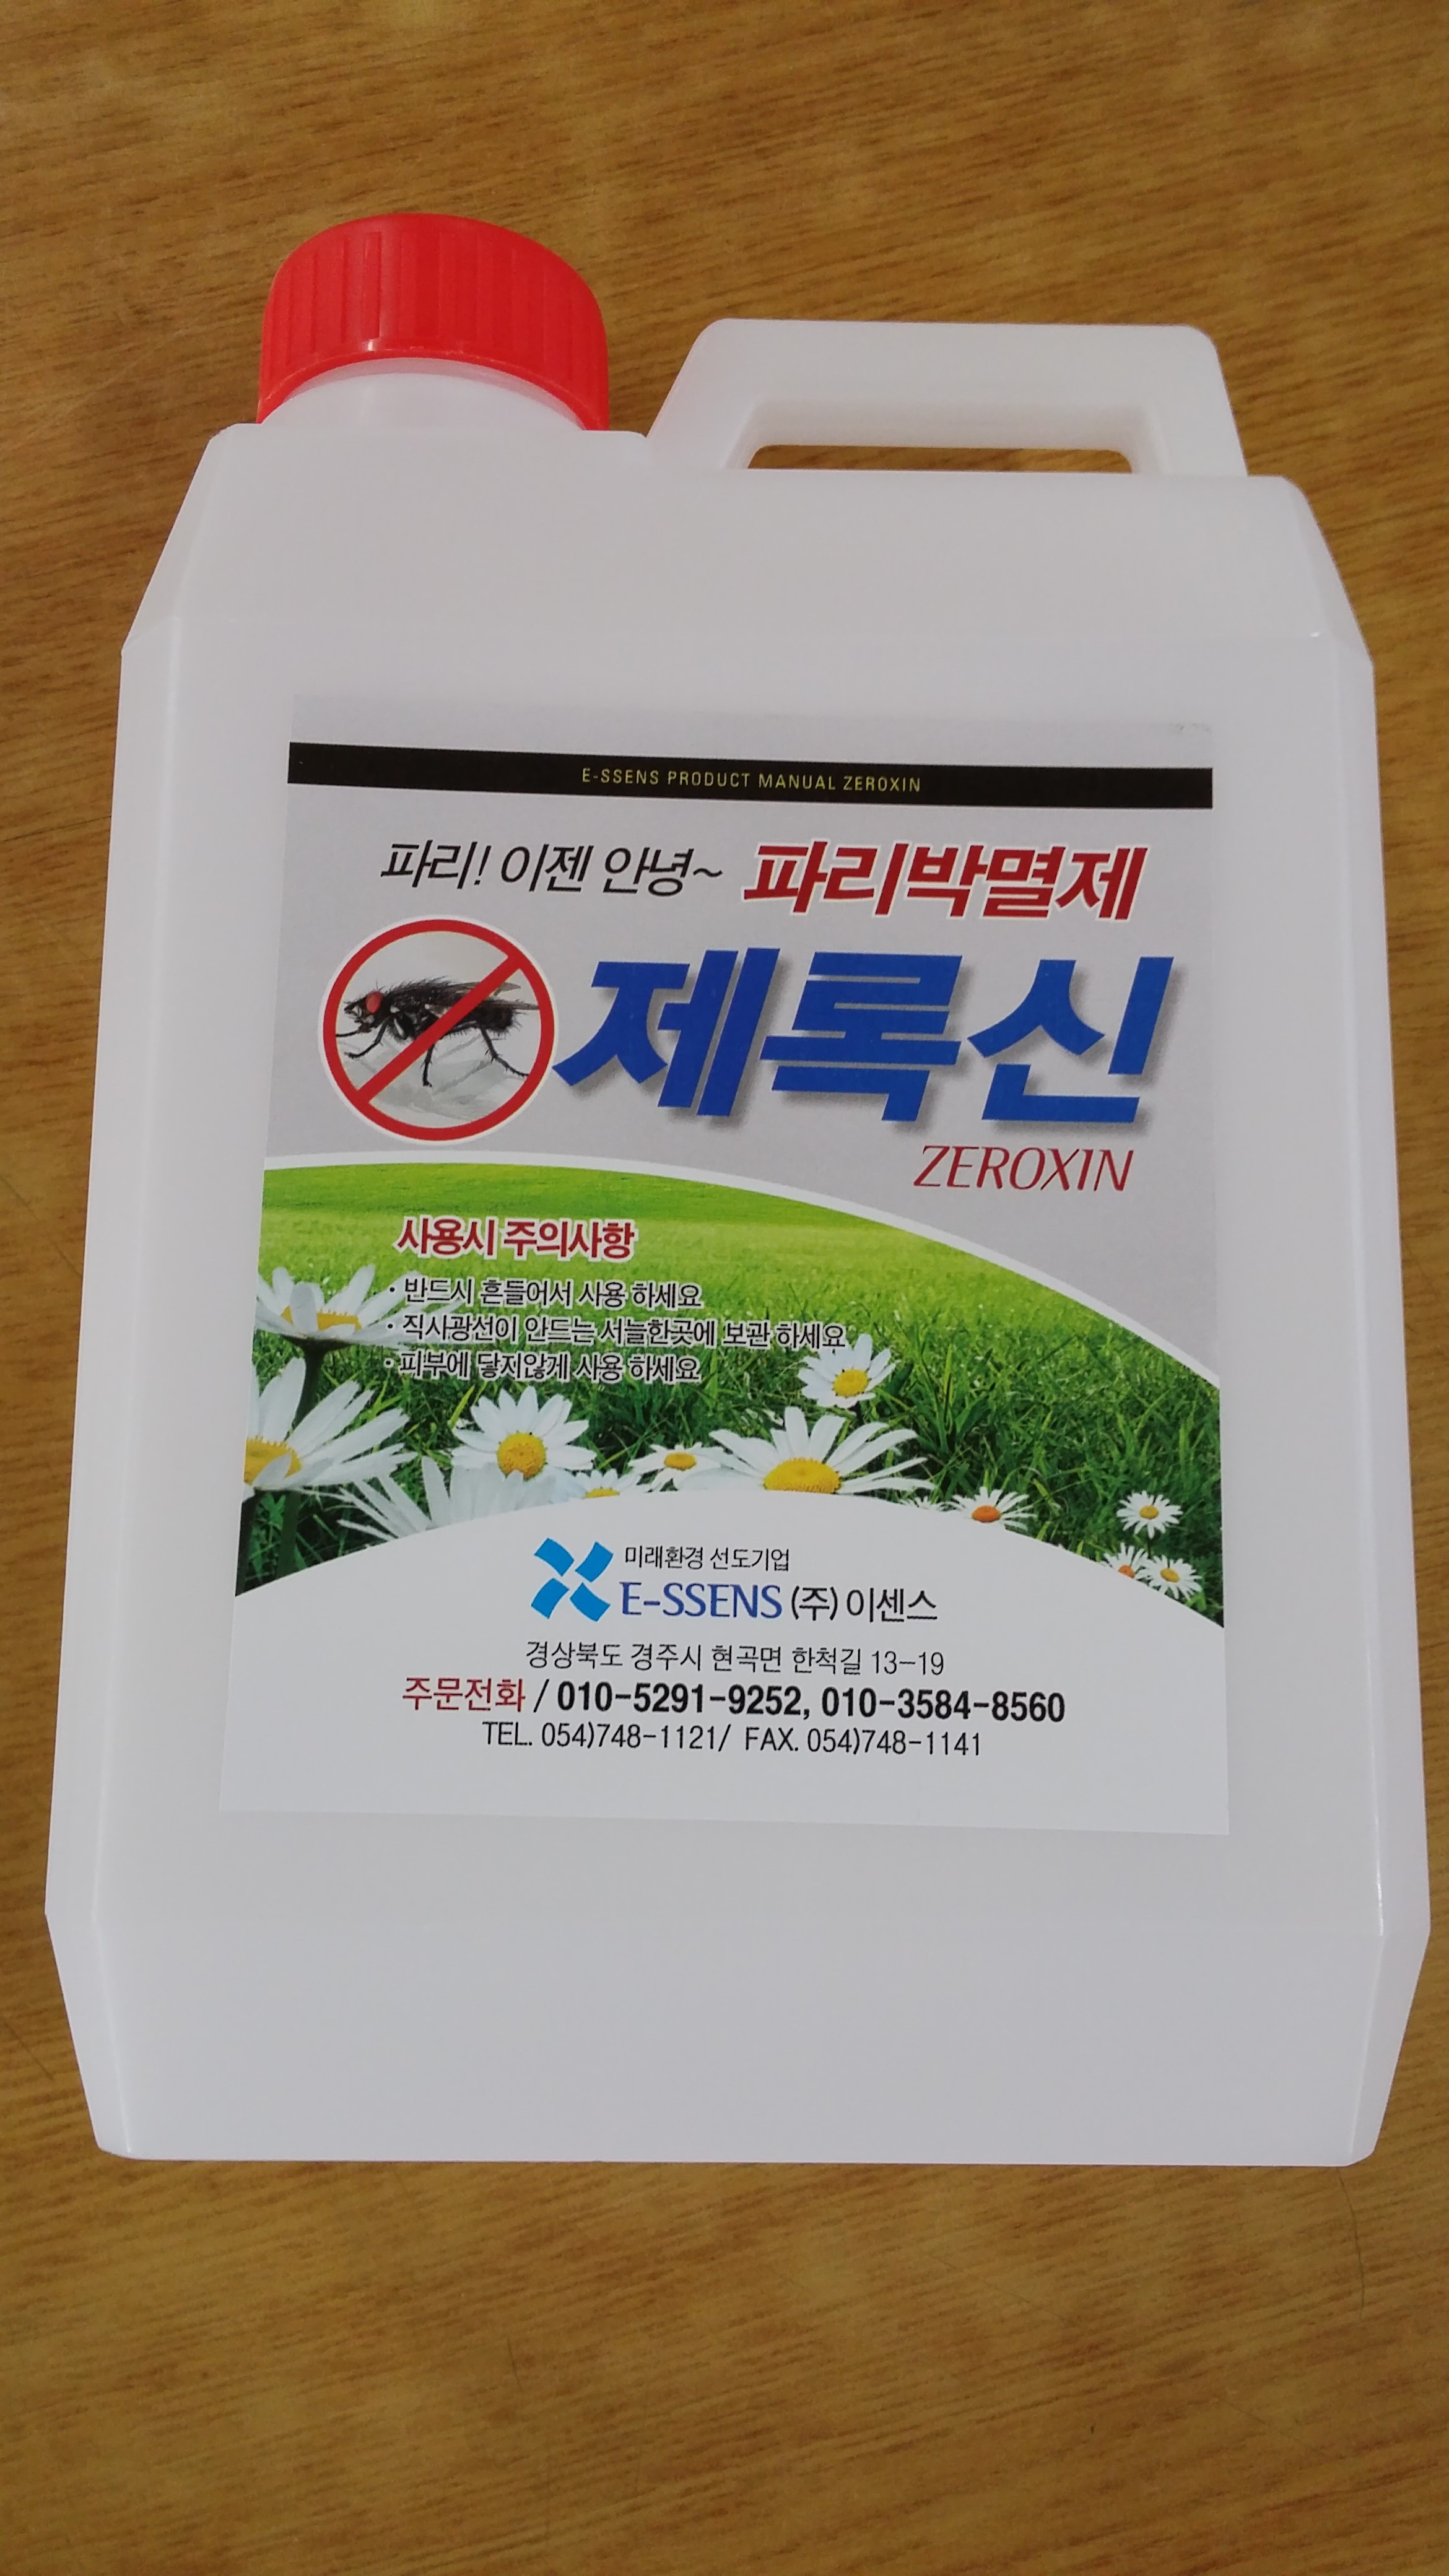 E-SSENS PRODUCT MANUAL ZEROXIN
파리! 이젠 안녕~ 파리박멸제
제록신
ZEROXIN
사용시 주의사항
· 반드시 흔들어서 사용 하세요
· 직사광선이 안드는 서늘한곳에 보관 하세요
· 피부에 닿지않게 사용 하세요
미래환경 선도기업
E-SSENS (주) 이센스
경상북도 경주시 현곡면 한척길 13-19
주문전화 / 010-5291-9252, 010-3584-8560
TEL. 054)748-1121/ FAX. 054)748-1141